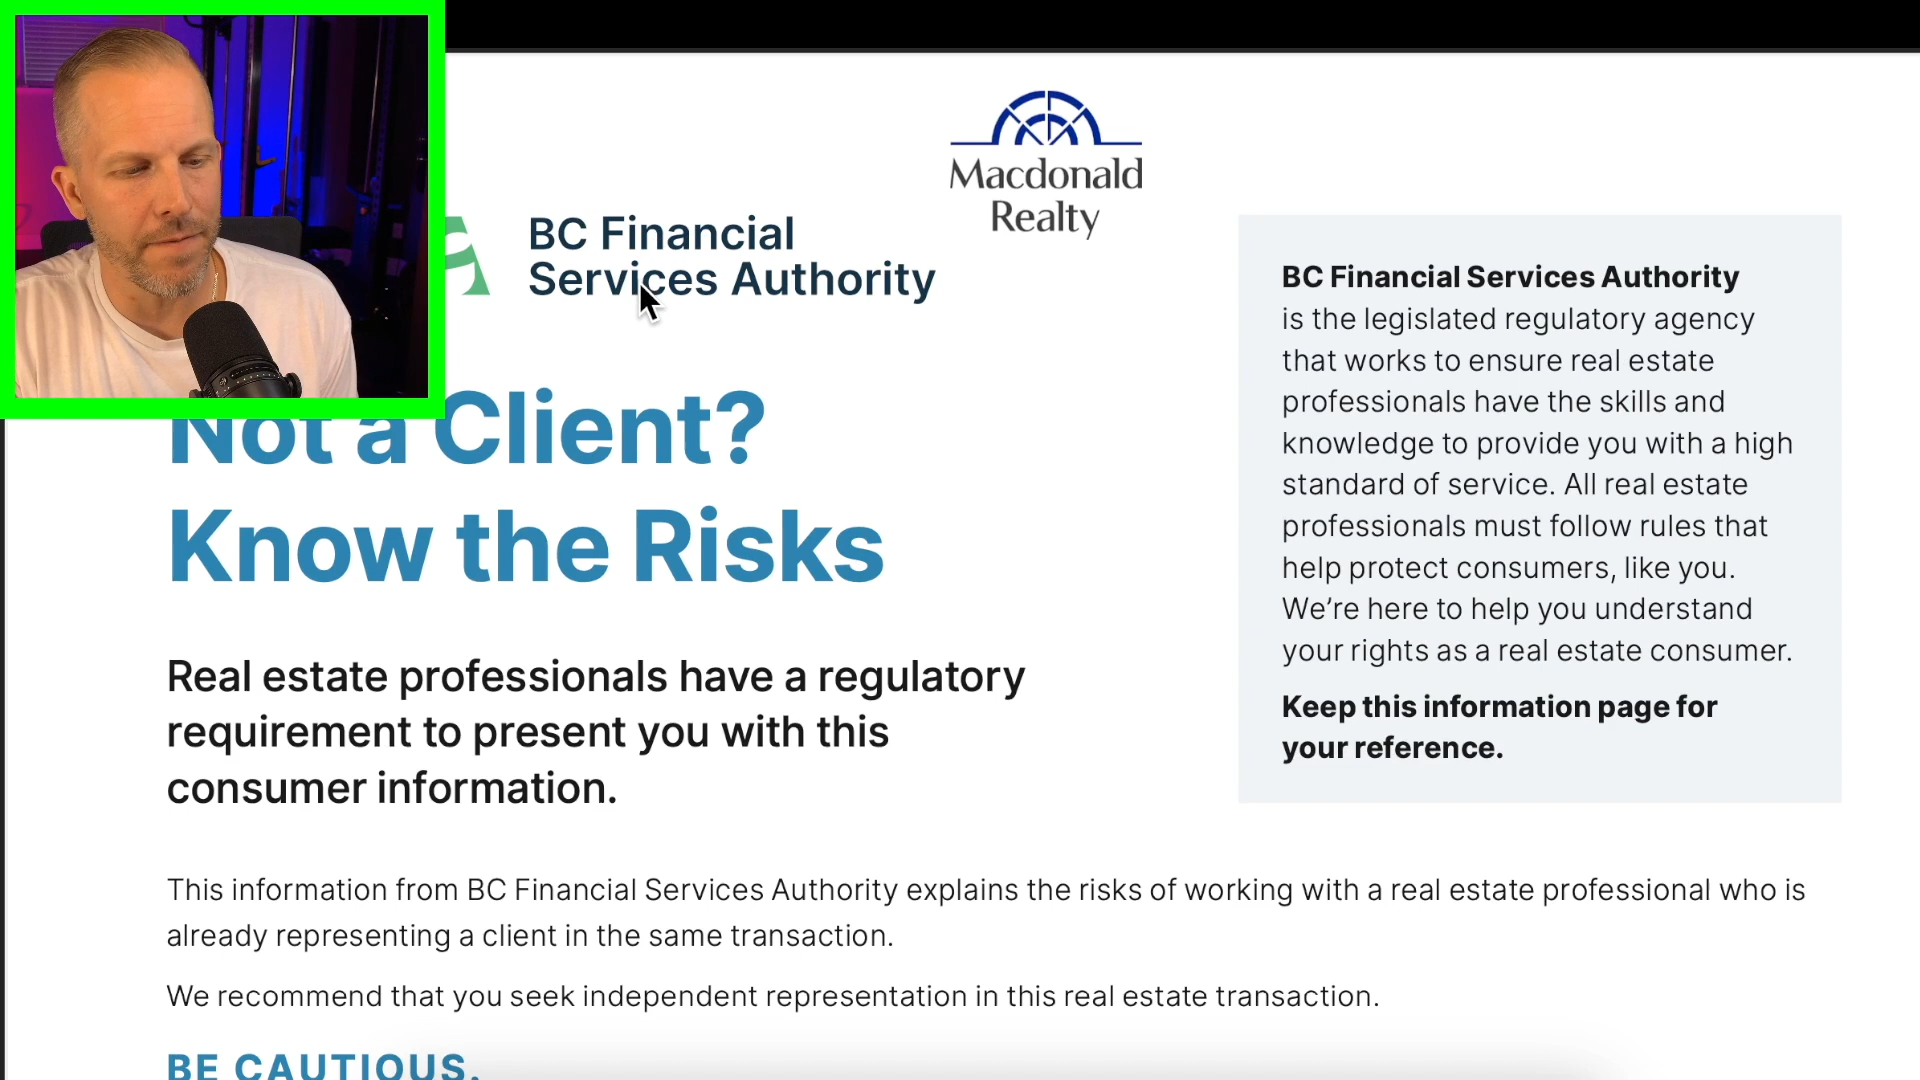 Macdonald
Realty
BC Financial
Services Authority
Not a Client?
Know the Risks
Real estate professionals have a regulatory
requirement to present you with this
consumer information.
BC Financial Services Authority
is the legislated regulatory agency
that works to ensure real estate
professionals have the skills and
knowledge to provide you with a high
standard of service. All real estate
professionals must follow rules that
help protect consumers, like you.
We’re here to help you understand
your rights as a real estate consumer.
Keep this information page for
your reference.
This information from BC Financial Services Authority explains the risks of working with a real estate professional who is
already representing a client in the same transaction.
We recommend that you seek independent representation in this real estate transaction.
BE CAUTIOUS.